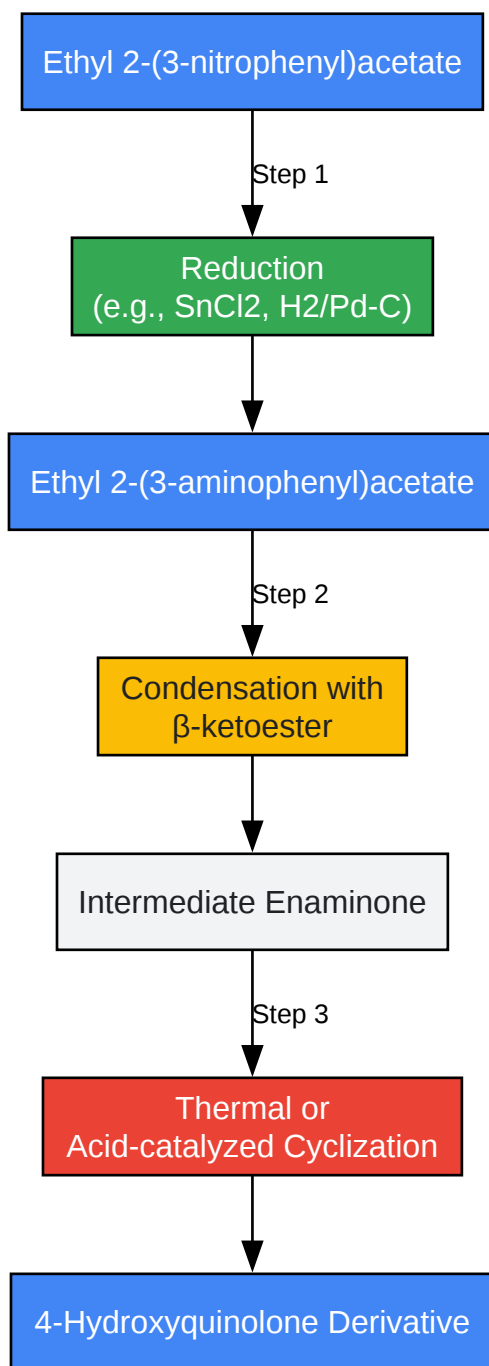 Ethyl 2-(3-nitrophenyl)acetate
Step 1
Reduction
(e.g., SnCl2, H2/Pd-C)
Ethyl 2-(3-aminophenyl)acetate
Step 2
Condensation with
β-ketoester
Intermediate Enaminone
Step 3
Thermal or
Acid-catalyzed Cyclization
4-Hydroxyquinolone Derivative